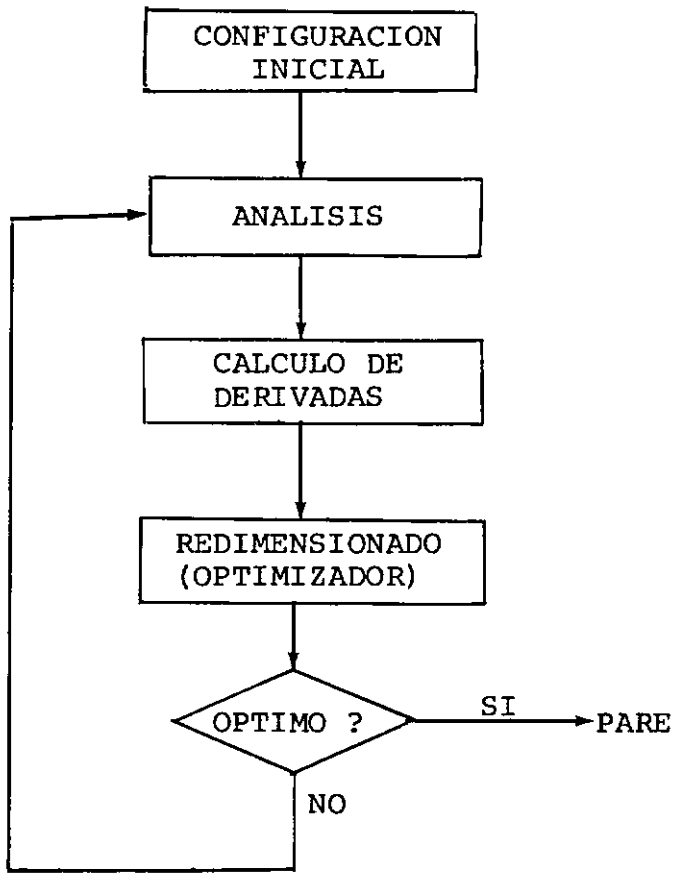 CONFIGURACION
INICIAL
ANALISIS
CALCULO DE
DERIVADAS
REDIMENSIONADO
(OPTIMIZADOR)
OPTIMO ?
SI
PARE
NO